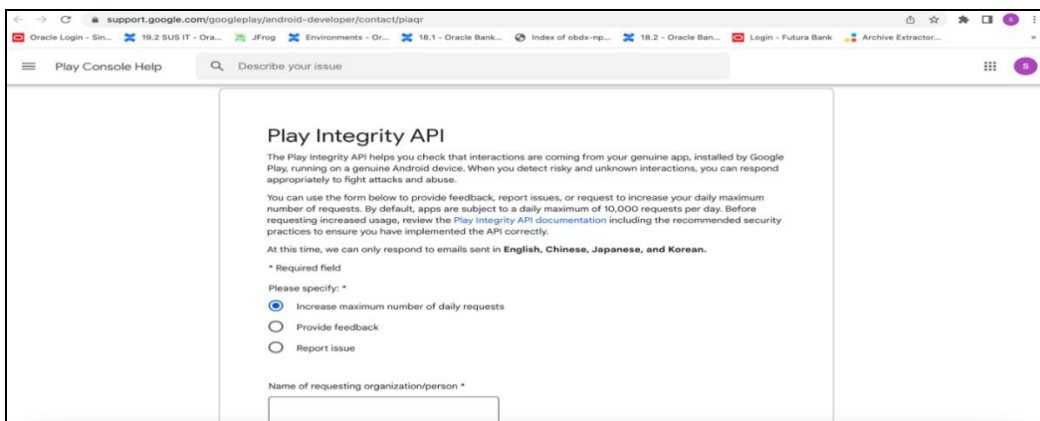 support.google.com/googleplay/android-developer/contact/piaqr
Oracle Login - Sin... 19.2 SUS IT - Ora... JFrog Environments - Or... 18.1 - Oracle Bank... Index of obdx-np... 18.2 - Oracle Ban... Login - Futura Bank Archive Extractor... »
Play Console Help Describe your issue S
Play Integrity API
The Play Integrity API helps you check that interactions are coming from your genuine app, installed by Google
Play, running on a genuine Android device. When you detect risky and unknown interactions, you can respond
appropriately to fight attacks and abuse.
You can use the form below to provide feedback, report issues, or request to increase your daily maximum
number of requests. By default, apps are subject to a daily maximum of 10,000 requests per day. Before
requesting increased usage, review the Play Integrity API documentation including the recommended security
practices to ensure you have implemented the API correctly.
At this time, we can only respond to emails sent in English, Chinese, Japanese, and Korean.
* Required field
Please specify: *
Increase maximum number of daily requests
Provide feedback
Report issue
Name of requesting organization/person *